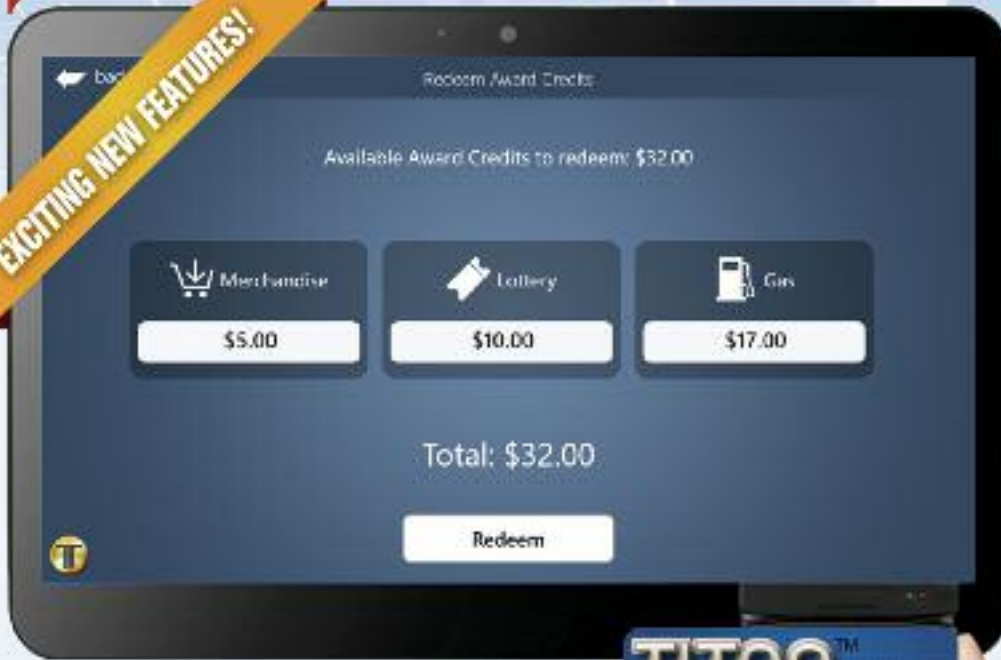 EXCITING NEW FEATURES!
Redeem Award Credits
Available Award Credits to redeem: $32.00
Merchandise
$5.00
Lottery
$10.00
Gas
$17.00
Total: $32.00
Redeem
T
TM